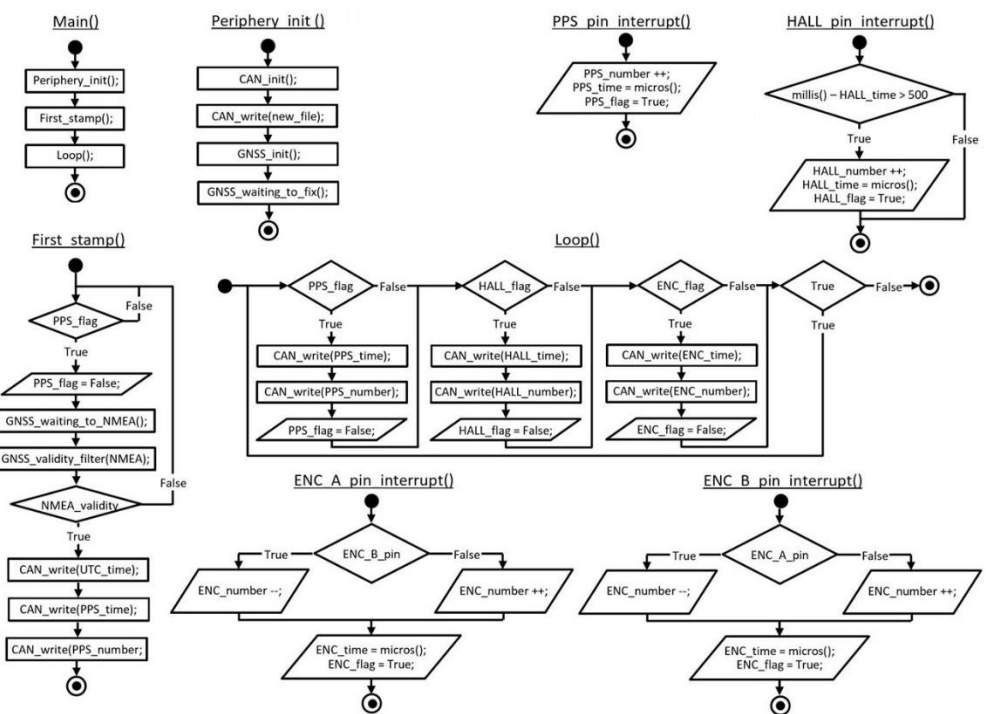 Main()
Periphery_init();
First_stamp();
Loop();
Periphery_init ()
CAN_init();
CAN_write(new_file);
GNSS_init();
GNSS_waiting_to_fix();
PPS_pin_interrupt()
PPS_number ++;
PPS_time = micros();
PPS_flag = True;
HALL_pin_interrupt()
millis() – HALL_time > 500
True
False
HALL_number ++;
HALL_time = micros();
HALL_flag = True;
First_stamp()
False
PPS_flag
True
PPS_flag = False;
GNSS_waiting_to_NMEA();
GNSS_validity_filter(NMEA);
False
NMEA_validity
True
CAN_write(UTC_time);
CAN_write(PPS_time);
CAN_write(PPS_number;
Loop()
PPS_flag
False
HALL_flag
False
ENC_flag
False
True
False
True
True
True
True
CAN_write(PPS_time);
CAN_write(HALL_time);
CAN_write(ENC_time);
CAN_write(PPS_number);
CAN_write(HALL_number);
CAN_write(ENC_number);
PPS_flag = False;
HALL_flag = False;
ENC_flag = False;
ENC_A_pin_interrupt()
True
ENC_B_pin
False
ENC_number --;
ENC_number ++;
ENC_time = micros();
ENC_flag = True;
ENC_B_pin_interrupt()
True
ENC_A_pin
False
ENC_number --;
ENC_number ++;
ENC_time = micros();
ENC_flag = True;